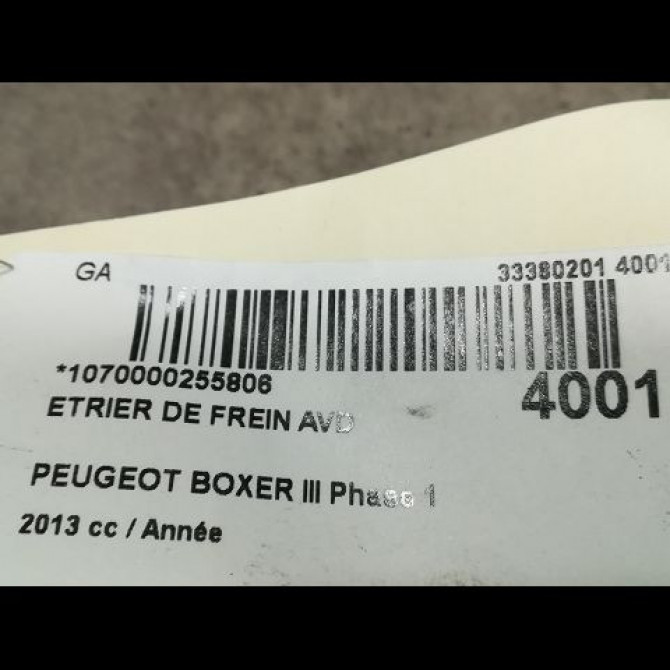 GA 33380201 4001
*1070000255806 4001
ETRIER DE FREIN AVD
PEUGEOT BOXER III Phase 1
2013 cc / Année